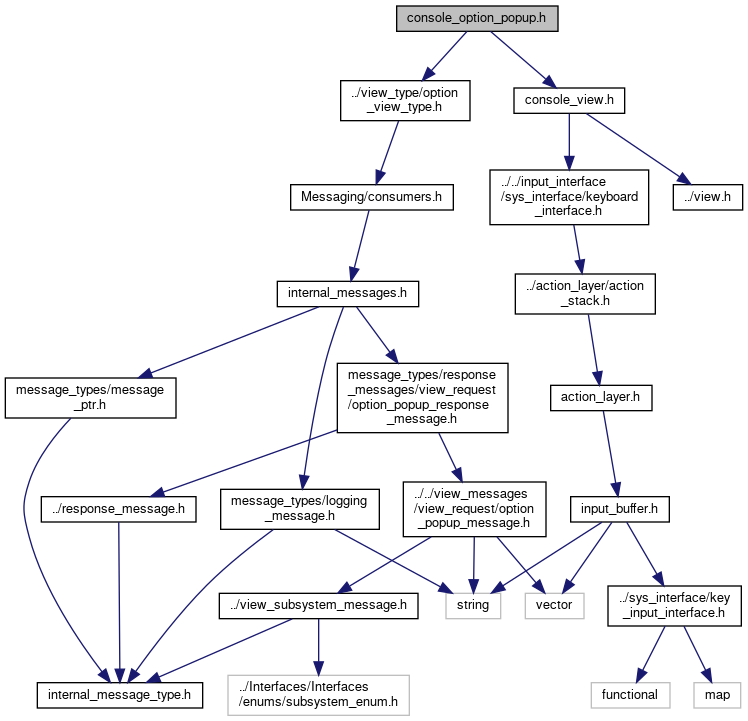 console_option_popup.h
../view_type/option
_view_type.h
console_view.h
Messaging/consumers.h
../../input_interface
/sys_interface/keyboard
_interface.h
../view.h
internal_messages.h
../action_layer/action
_stack.h
message_types/message
_ptr.h
message_types/response
_messages/view_request
/option_popup_response
_message.h
action_layer.h
../response_message.h
message_types/logging
_message.h
../../view_messages
/view_request/option
_popup_message.h
input_buffer.h
../view_subsystem_message.h
string
vector
../sys_interface/key
_input_interface.h
internal_message_type.h
../Interfaces/Interfaces
/enums/subsystem_enum.h
functional
map